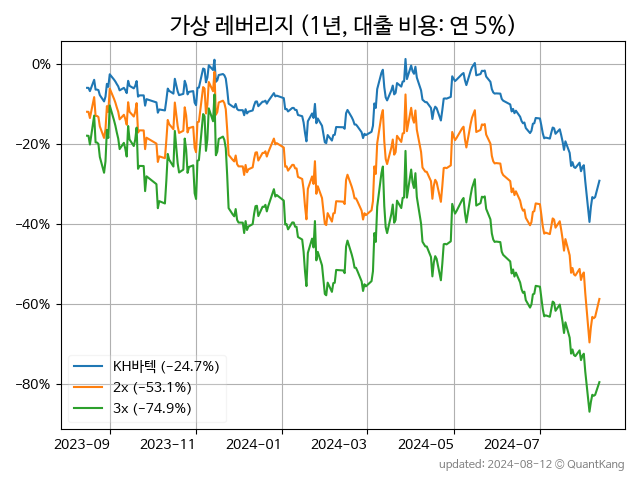 가상 레버리지 (1년, 대출 비용: 연 5%)
0%
−20%
−40%
−60%
−80%
KH바텍 (−24.7%)
2x (−53.1%)
3x (−74.9%)
2023-09 2023-11 2024-01 2024-03 2024-05 2024-07
updated: 2024-08-12 © QuantKang